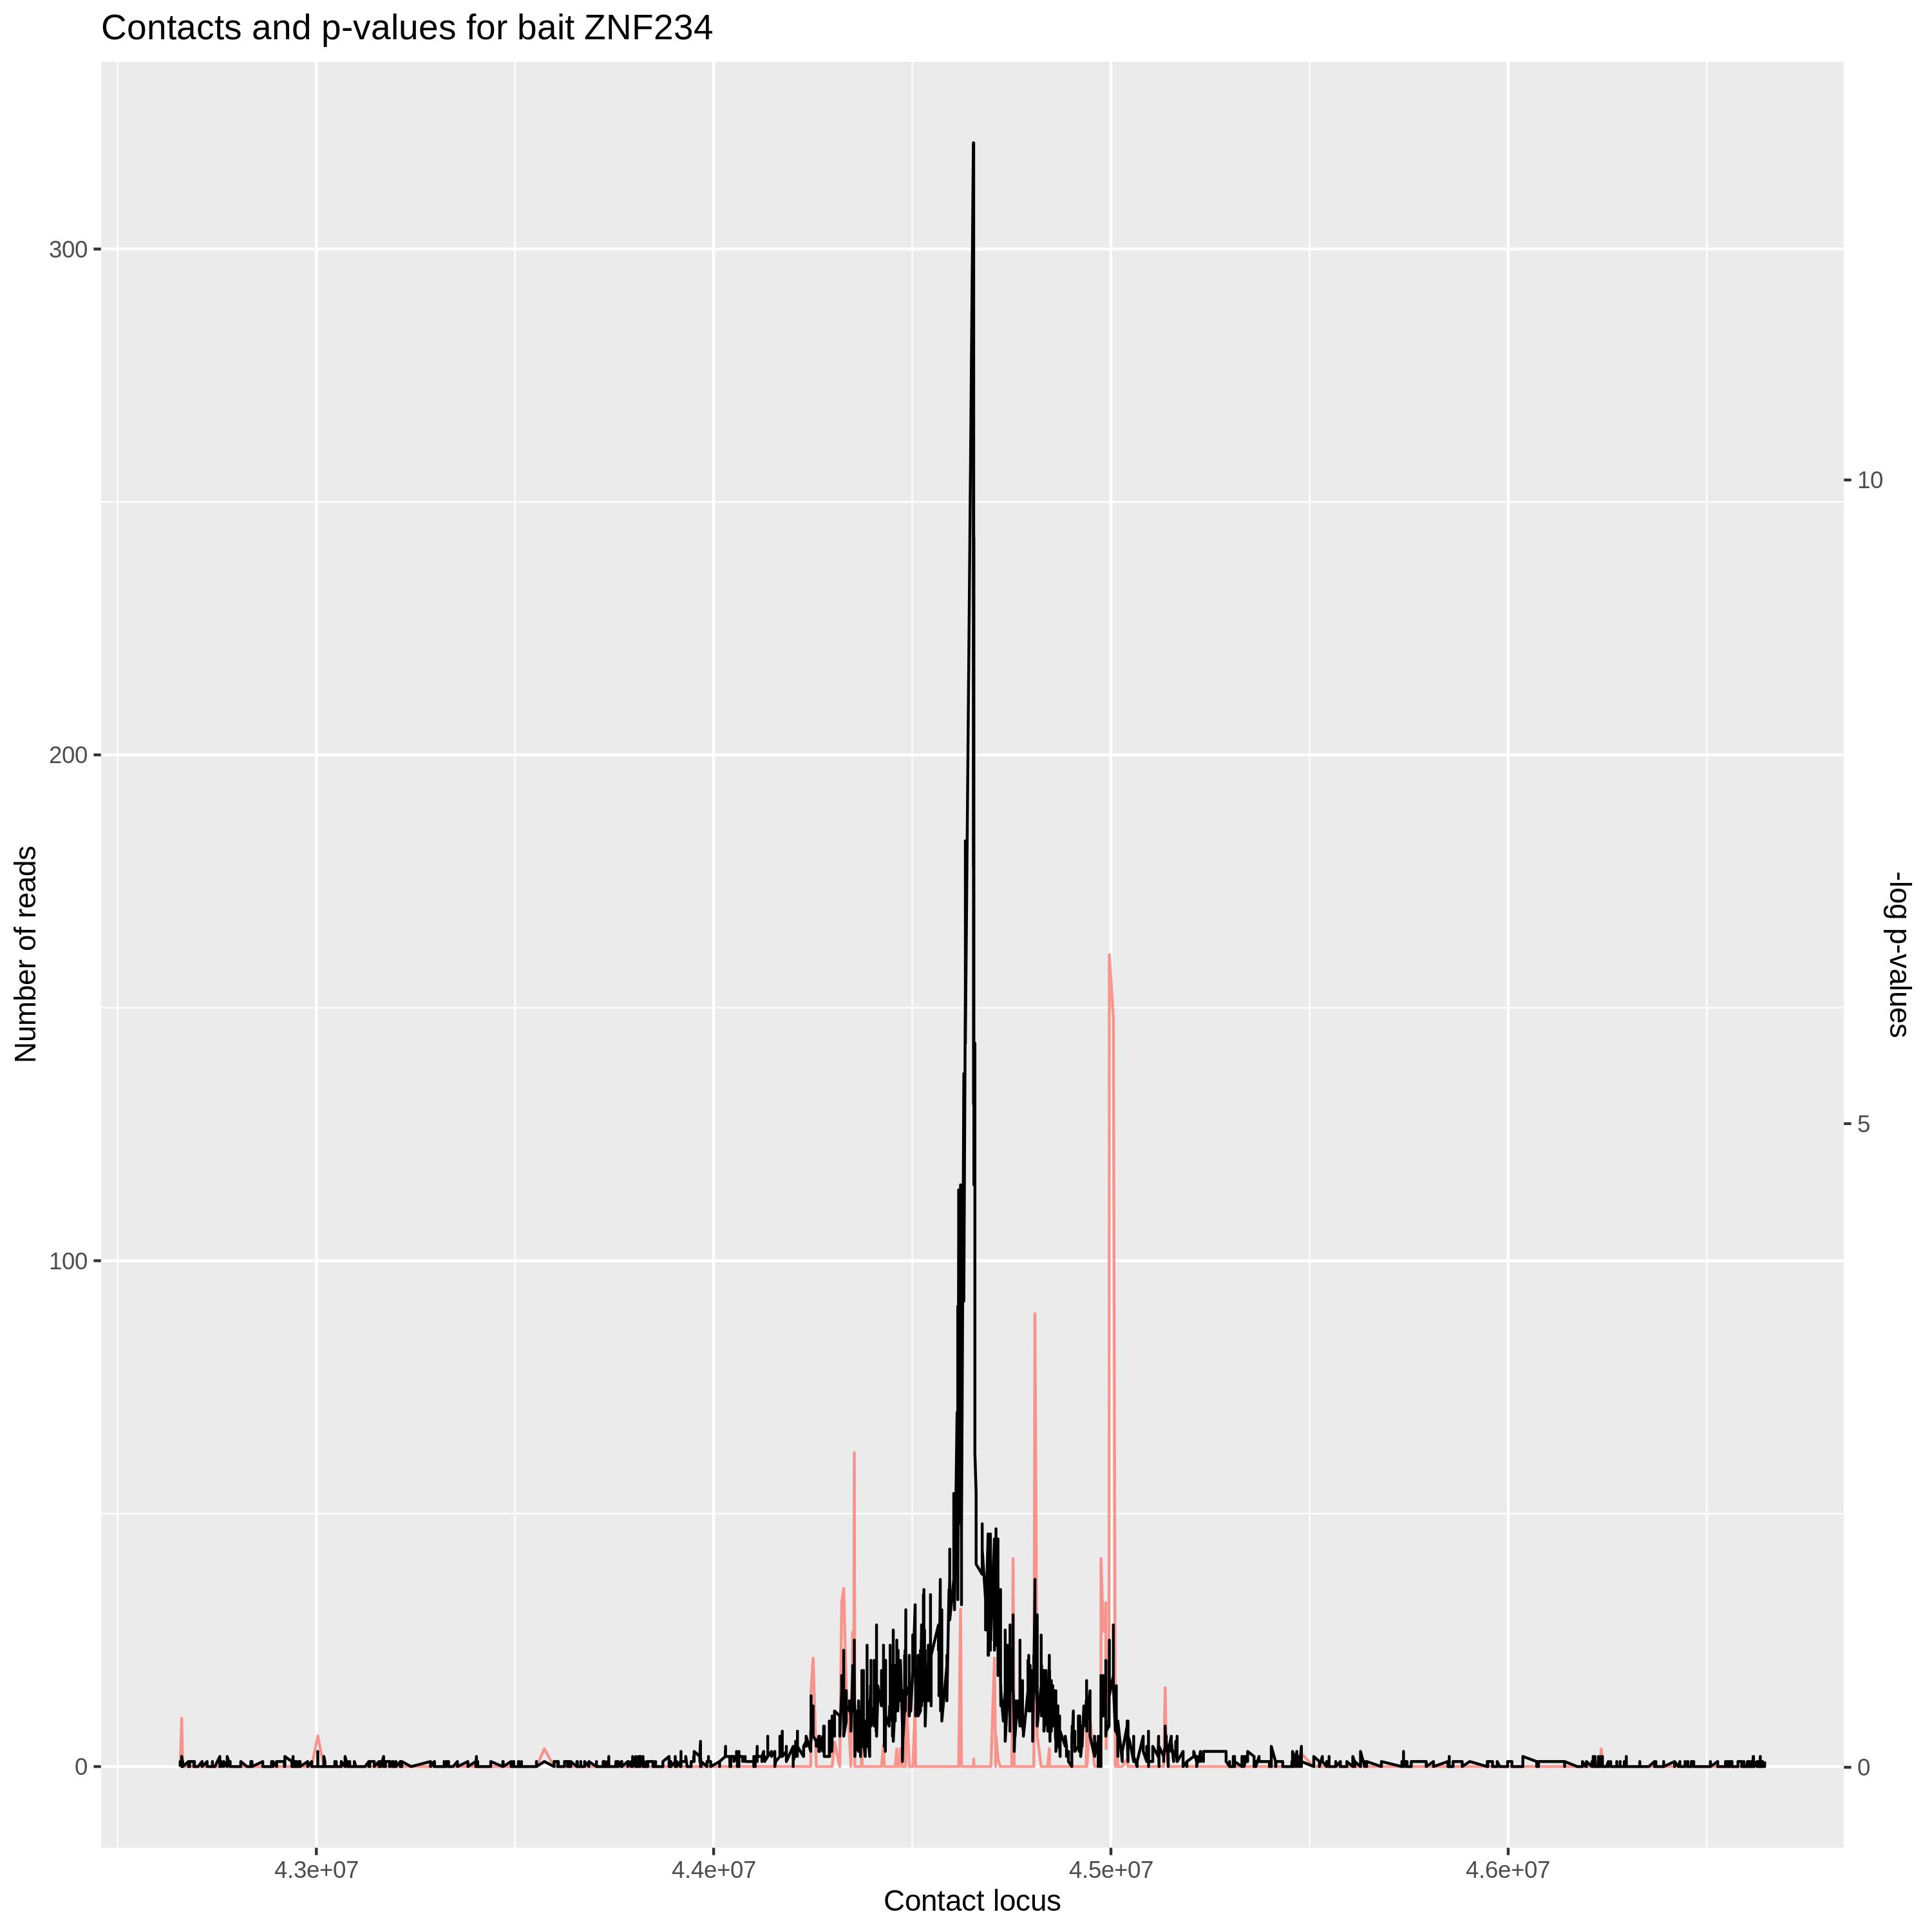 Contacts and p-values for bait ZNF234
300
200
100
0
Number of reads
10
5
0
-log p-values
4.3e+07
4.4e+07
4.5e+07
4.6e+07
Contact locus